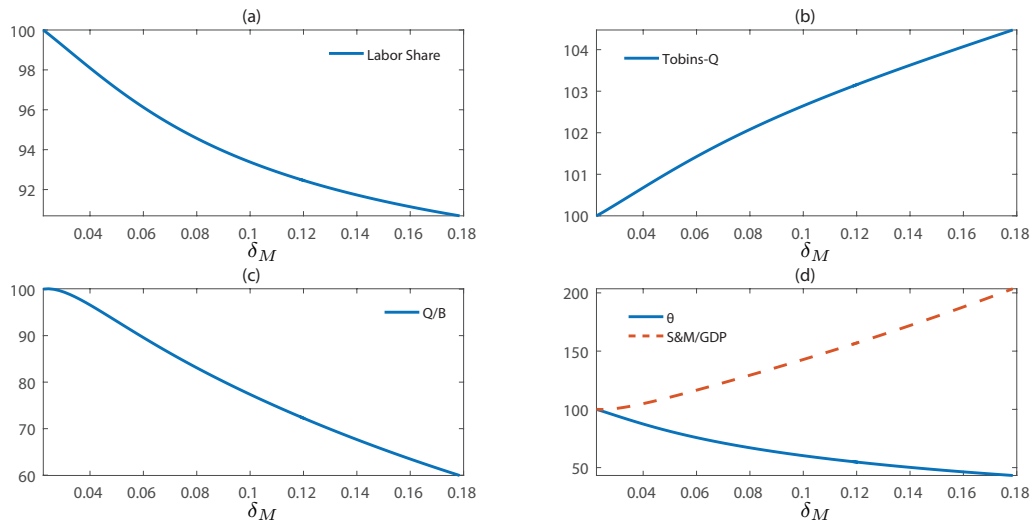 (a)
100
98
96
94
92
Labor Share
0.04 0.06 0.08 0.1 0.12 0.14 0.16 0.18
δ_M
(b)
104
103
102
101
100
Tobins-Q
0.04 0.06 0.08 0.1 0.12 0.14 0.16 0.18
δ_M
(c)
100
90
80
70
60
Q/B
0.04 0.06 0.08 0.1 0.12 0.14 0.16 0.18
δ_M
(d)
200
150
100
50
θ
S&M/GDP
0.04 0.06 0.08 0.1 0.12 0.14 0.16 0.18
δ_M